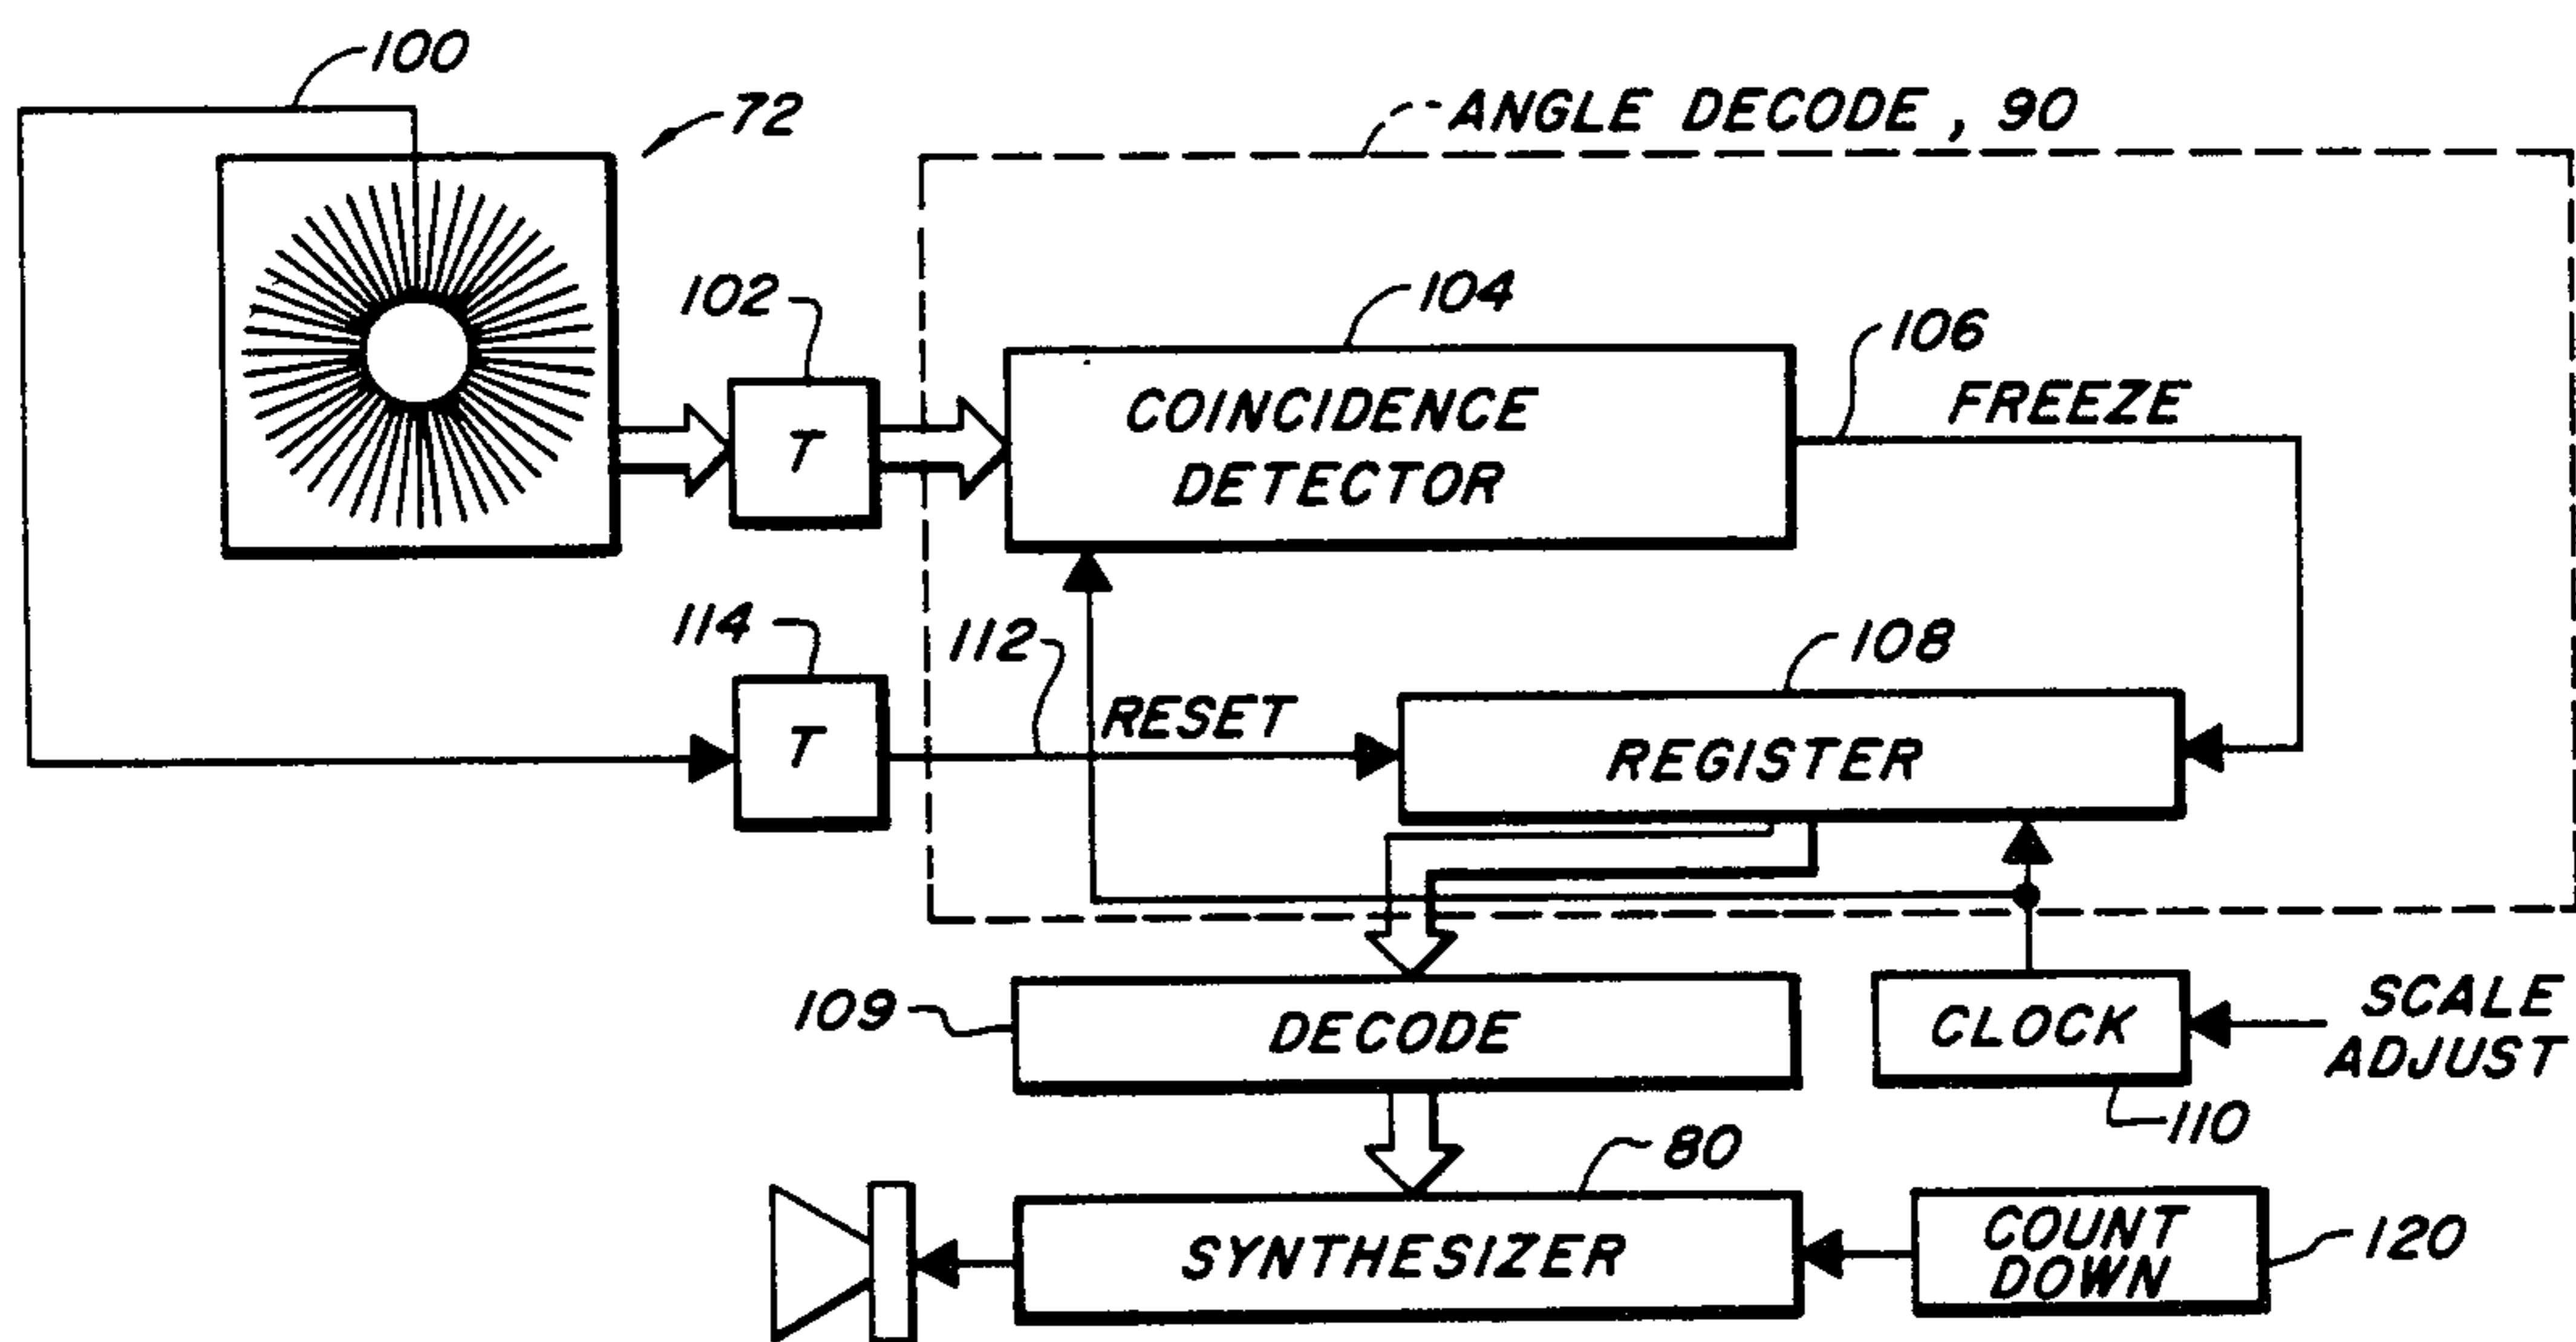 100
72
ANGLE DECODE, 90
102
104
106
T
COINCIDENCE
DETECTOR
FREEZE
114
112
108
T
RESET
REGISTER
109
DECODE
CLOCK
SCALE
ADJUST
110
80
SYNTHESIZER
COUNT
DOWN
120